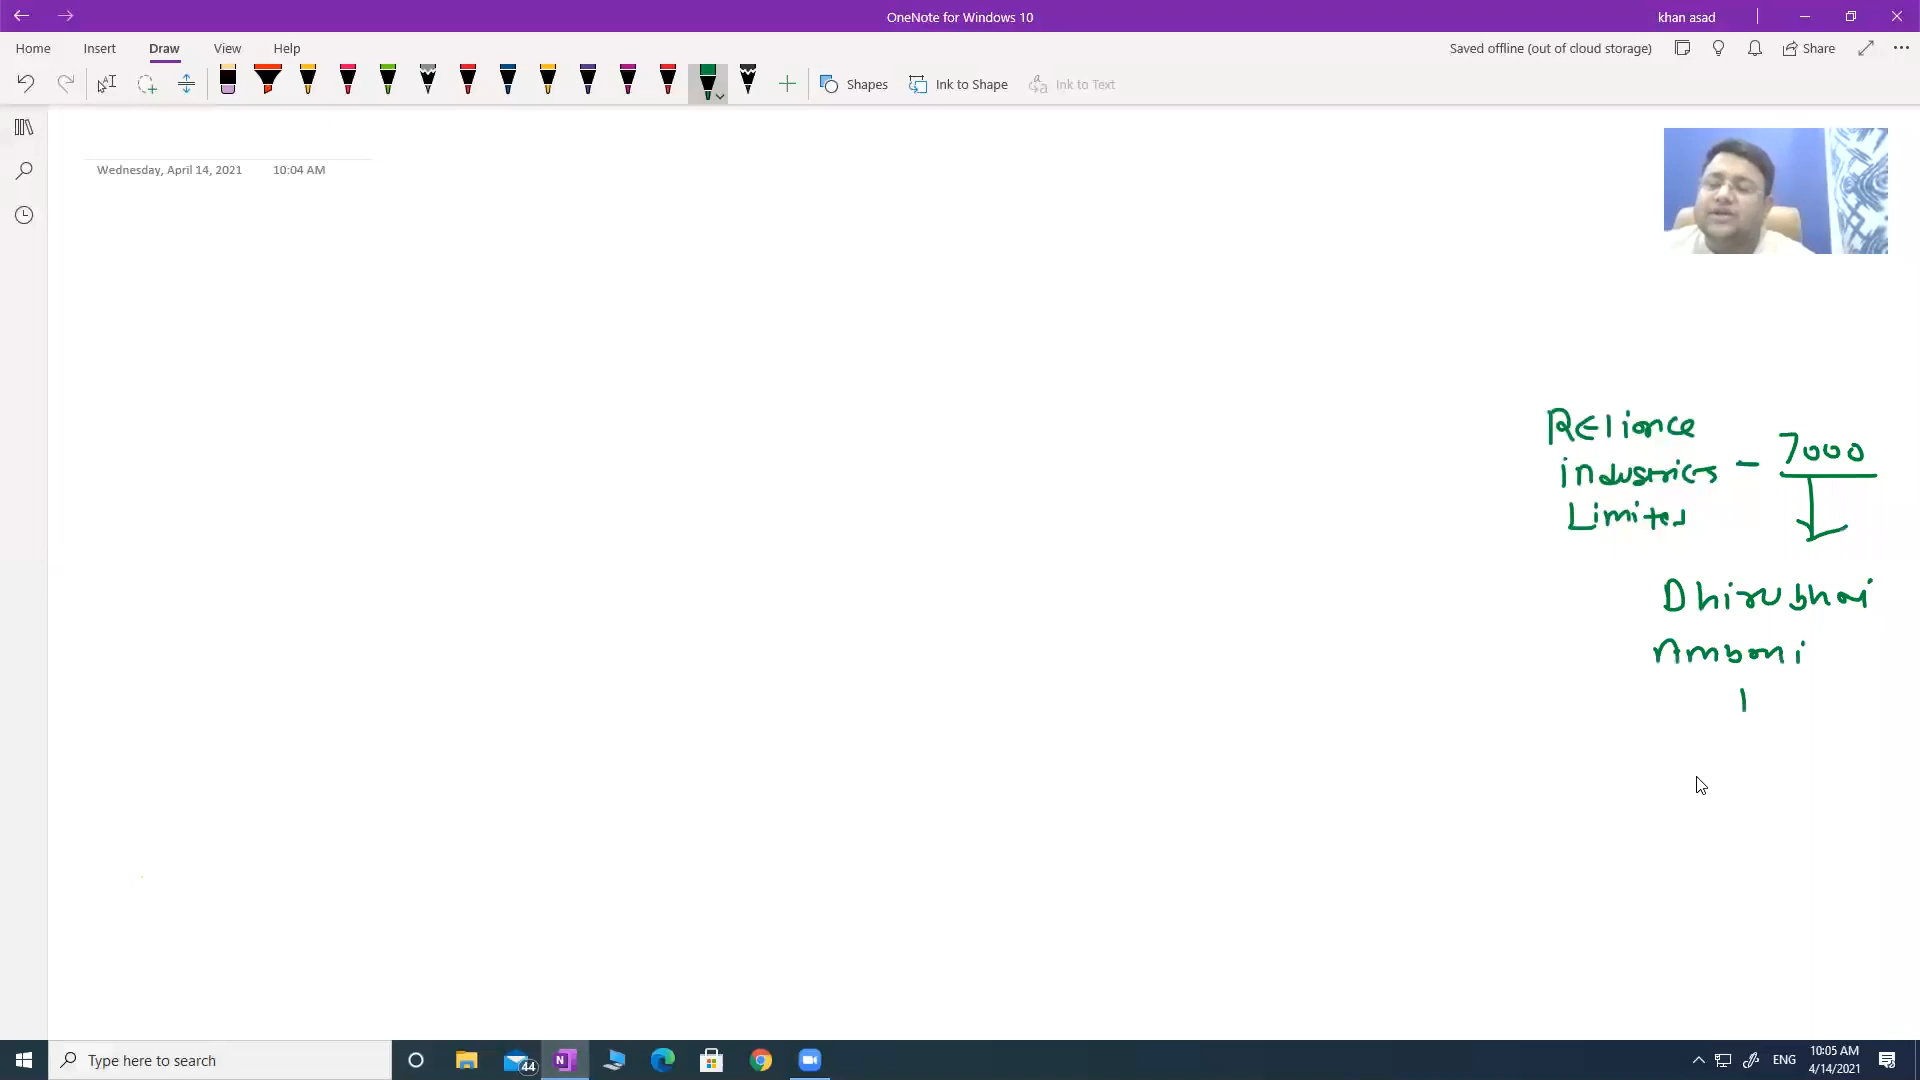 OneNote for Windows 10
khan asad
Home Insert Draw View Help
Saved offline (out of cloud storage)
Share
Shapes
Ink to Shape
Ink to Text
Wednesday, April 14, 2021 10:04 AM
Reliance
industries - 7000
Limited
Dhirubhai
Ambani
1
Type here to search
44
ENG
10:05 AM
4/14/2021